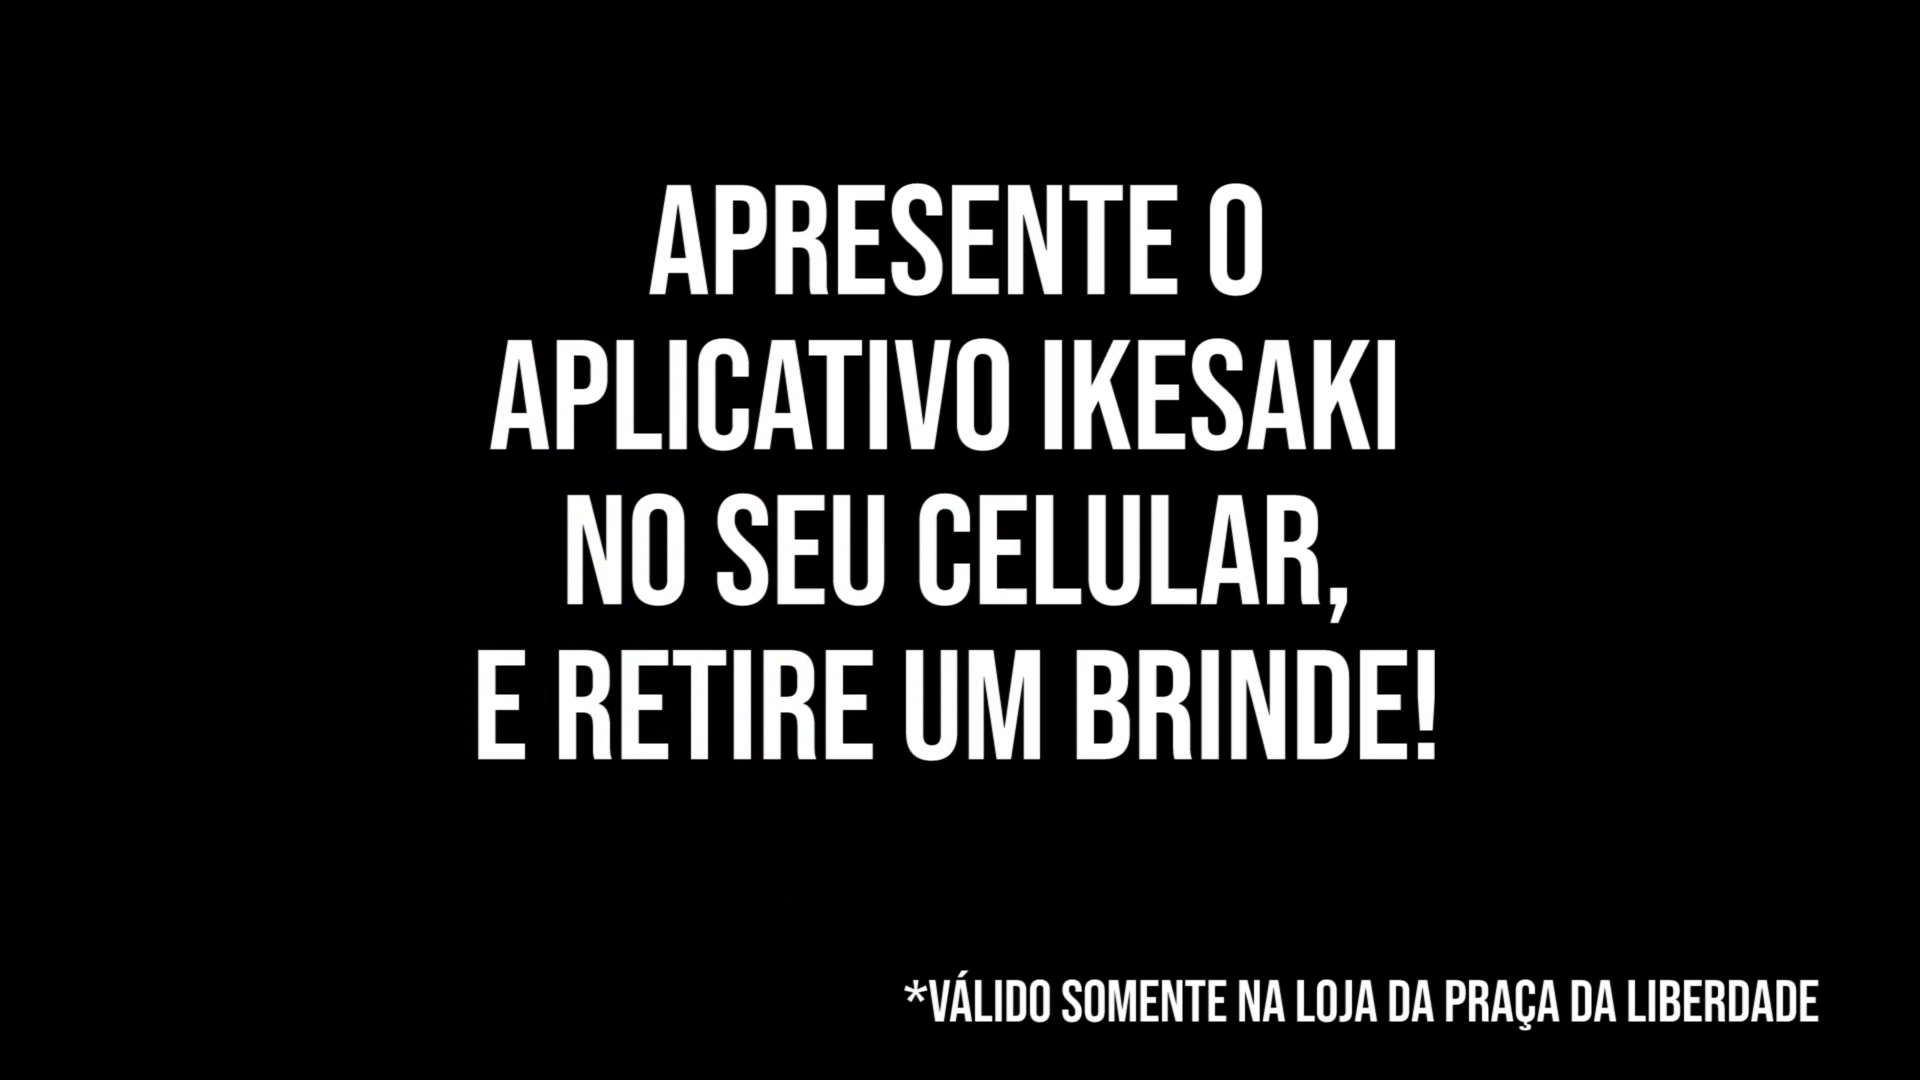 APRESENTE O
APLICATIVO IKESAKI
NO SEU CELULAR,
E RETIRE UM BRINDE!
*VÁLIDO SOMENTE NA LOJA DA PRAÇA DA LIBERDADE